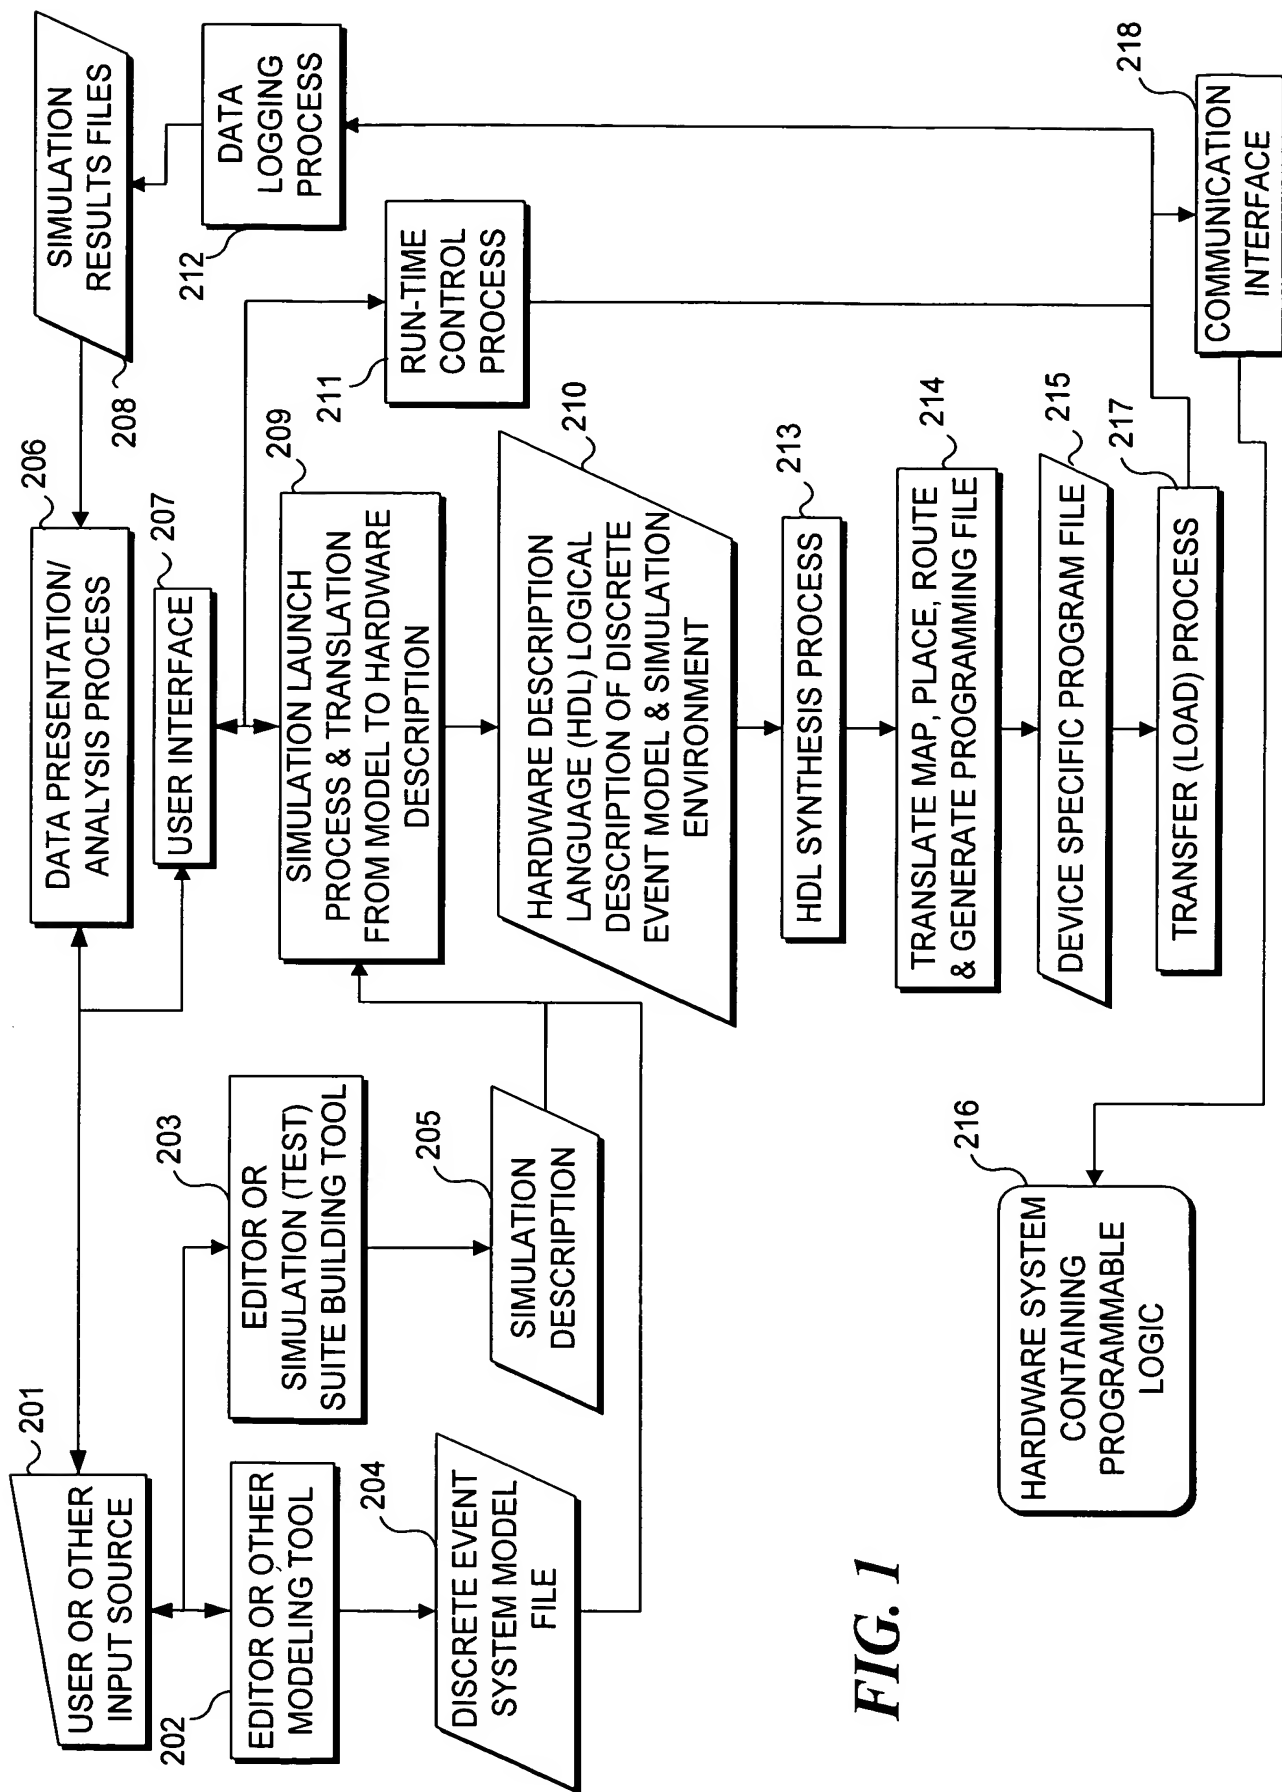 201
USER OR OTHER
INPUT SOURCE
202
EDITOR OR OTHER
MODELING TOOL
203
EDITOR OR
SIMULATION (TEST)
SUITE BUILDING TOOL
204
DISCRETE EVENT
SYSTEM MODEL
FILE
205
SIMULATION
DESCRIPTION
206
DATA PRESENTATION/
ANALYSIS PROCESS
207
USER INTERFACE
208
SIMULATION
RESULTS FILES
209
SIMULATION LAUNCH
PROCESS & TRANSLATION
FROM MODEL TO HARDWARE
DESCRIPTION
210
HARDWARE DESCRIPTION
LANGUAGE (HDL) LOGICAL
DESCRIPTION OF DISCRETE
EVENT MODEL & SIMULATION
ENVIRONMENT
211
RUN-TIME
CONTROL
PROCESS
212
DATA
LOGGING
PROCESS
213
HDL SYNTHESIS PROCESS
214
TRANSLATE MAP, PLACE, ROUTE
& GENERATE PROGRAMMING FILE
215
DEVICE SPECIFIC PROGRAM FILE
217
TRANSFER (LOAD) PROCESS
218
COMMUNICATION
INTERFACE
216
HARDWARE SYSTEM
CONTAINING
PROGRAMMABLE
LOGIC
FIG. 1